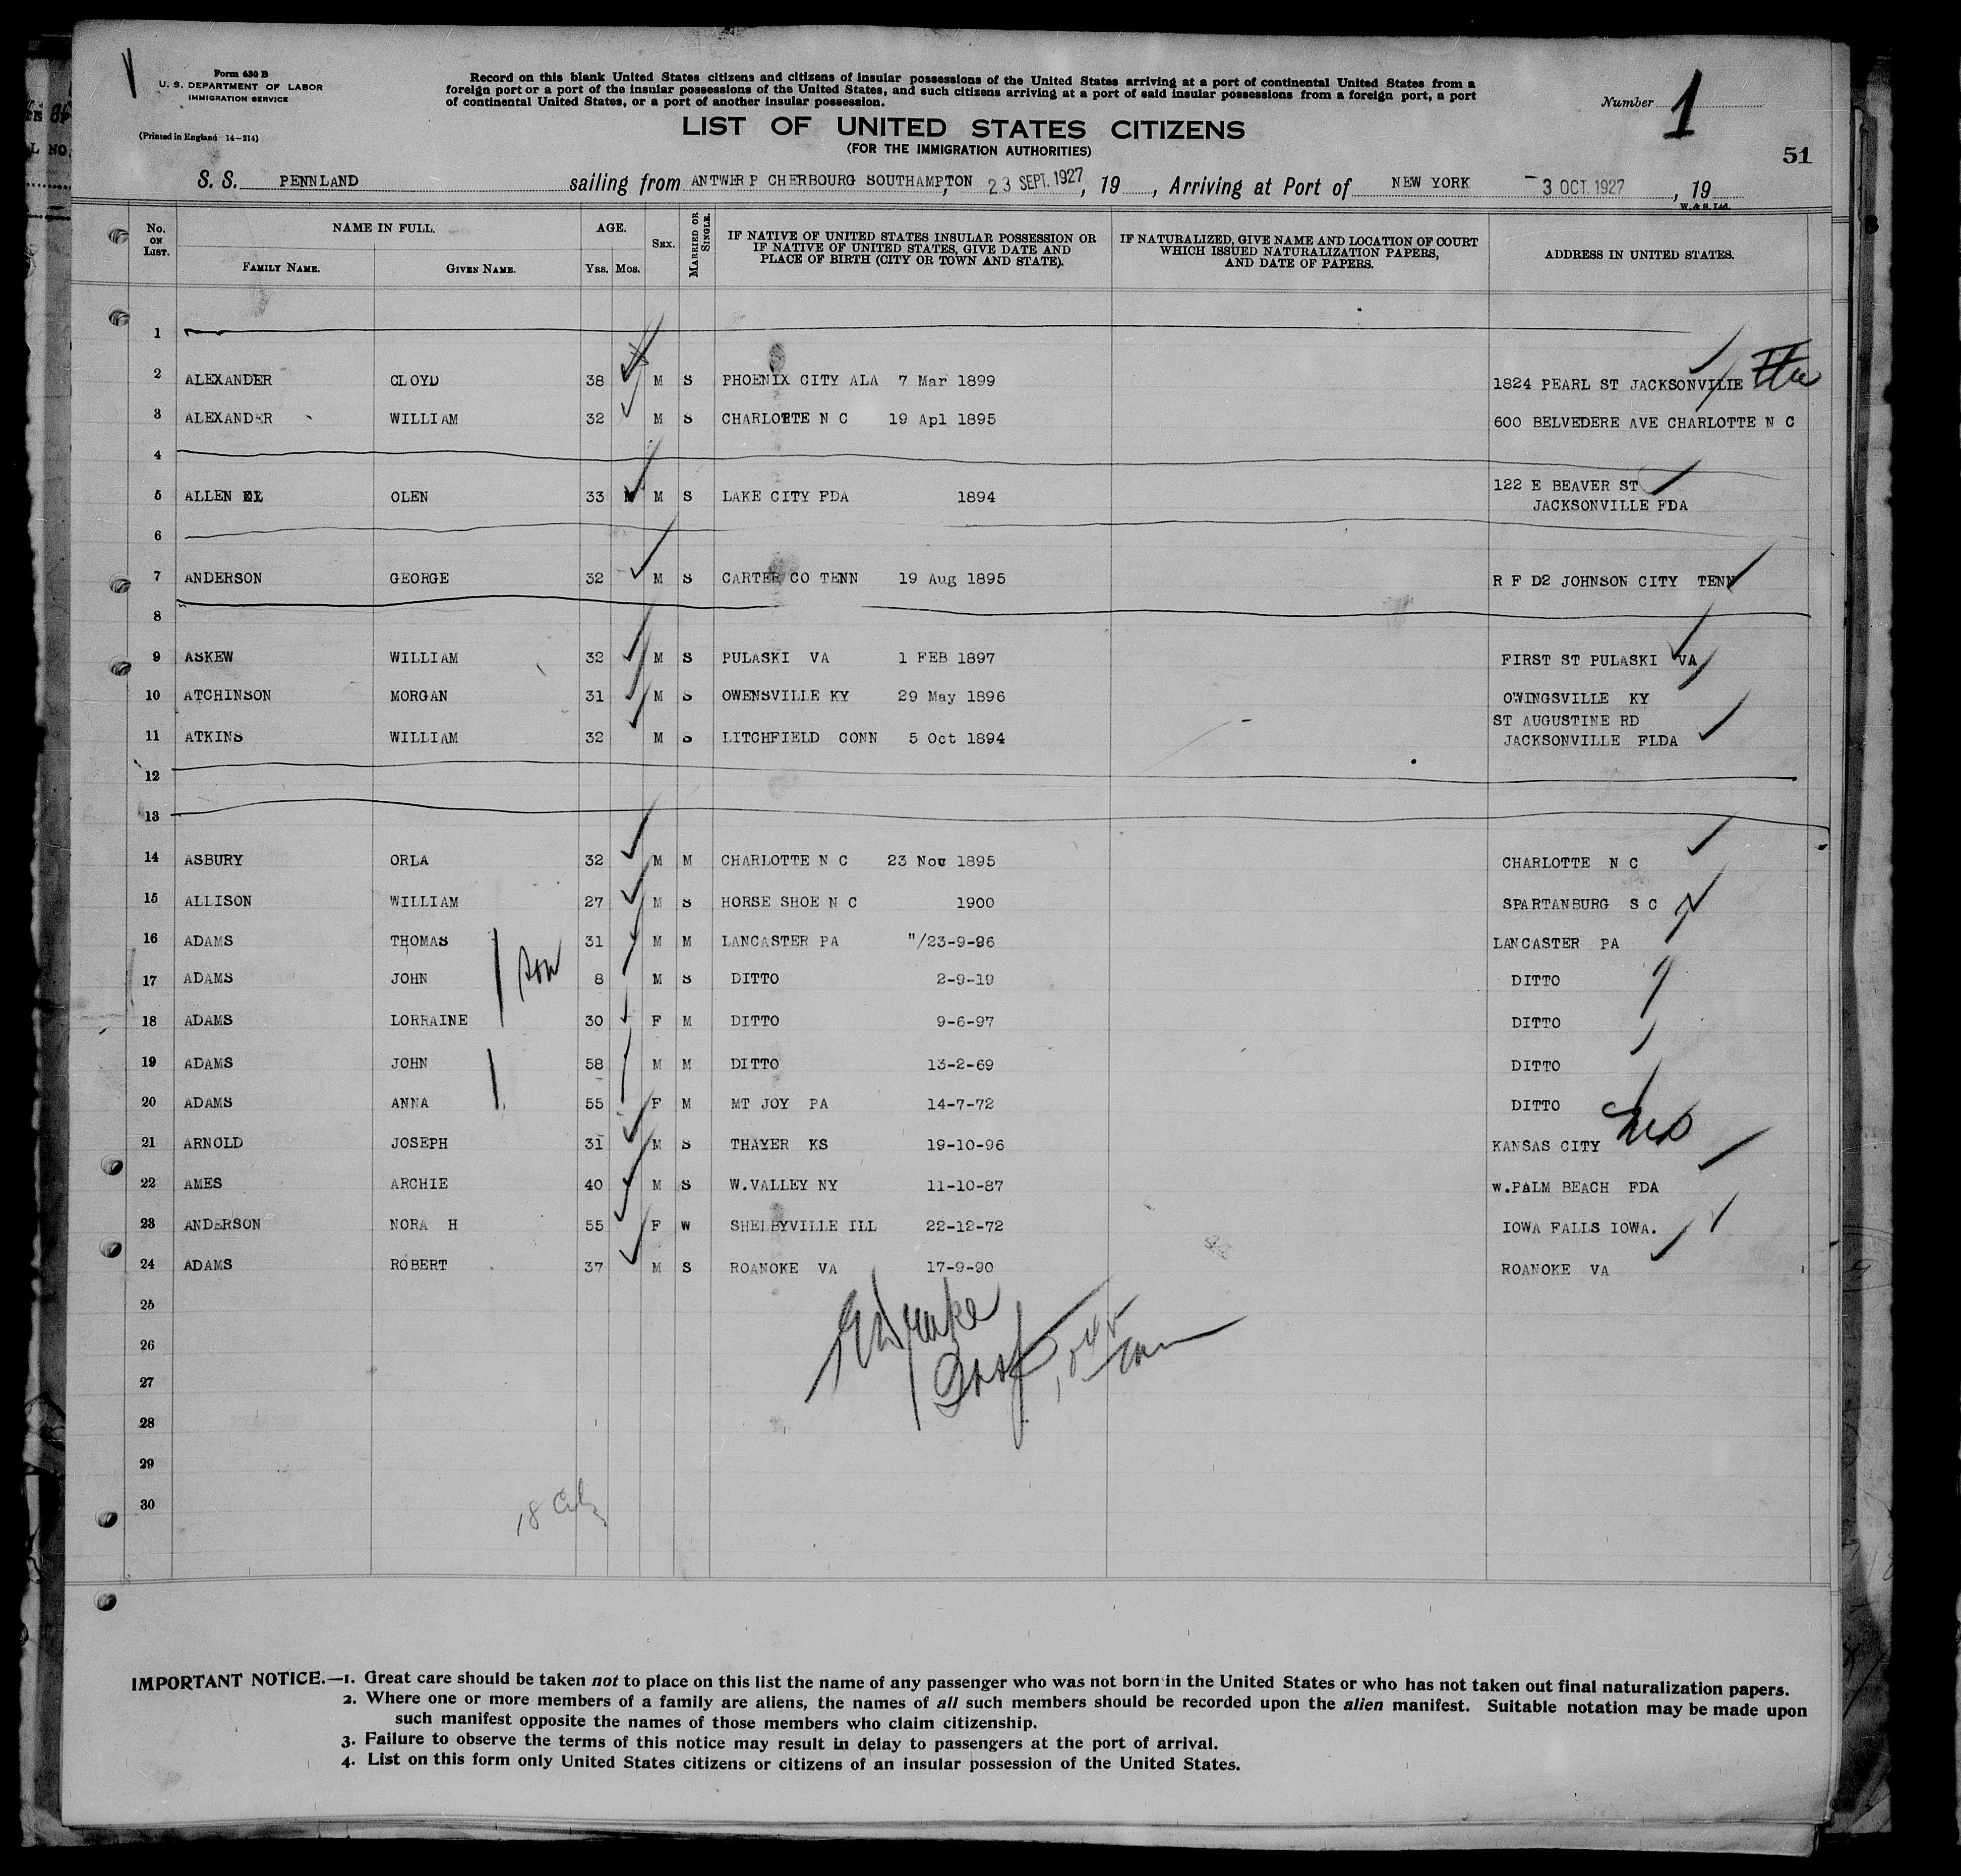 Form 630 B
U. S. DEPARTMENT OF LABOR
IMMIGRATION SERVICE
(Printed in England 14-214)
Record on this blank United States citizens and citizens of insular possessions of the United States arriving at a port of continental United States from a
foreign port or a port of the insular possessions of the United States, and such citizens arriving at a port of said insular possessions from a foreign port, a port
of continental United States, or a port of another insular possession.
Number 1
LIST OF UNITED STATES CITIZENS
(FOR THE IMMIGRATION AUTHORITIES)
51
S. S. PENNLAND sailing from ANTWERP CHERBOURG SOUTHAMPTON 23 SEPT. 1927, 19 , Arriving at Port of NEW YORK -3 OCT. 1927, 19
W. & S. Ltd.
No. ON LIST. NAME IN FULL. FAMILY NAME. GIVEN NAME. AGE. YRS. MOS. SEX. MARRIED OR SINGLE. IF NATIVE OF UNITED STATES INSULAR POSSESSION OR IF NATIVE OF UNITED STATES, GIVE DATE AND PLACE OF BIRTH (CITY OR TOWN AND STATE). IF NATURALIZED, GIVE NAME AND LOCATION OF COURT WHICH ISSUED NATURALIZATION PAPERS, AND DATE OF PAPERS. ADDRESS IN UNITED STATES.
1
2 ALEXANDER CLOYD 38 M S PHOENIX CITY ALA 7 Mar 1899 1824 PEARL ST JACKSONVILLE Fla
3 ALEXANDER WILLIAM 32 M S CHARLOTTE N C 19 Apl 1895 600 BELVEDERE AVE CHARLOTTE N C
4
5 ALLEN OLEN 33 M S LAKE CITY FDA 1894 122 E BEAVER ST
JACKSONVILLE FDA
6
7 ANDERSON GEORGE 32 M S CARTER CO TENN 19 Aug 1895 R F D2 JOHNSON CITY TENN
8
9 ASKEW WILLIAM 32 M S PULASKI VA 1 FEB 1897 FIRST ST PULASKI VA
10 ATCHINSON MORGAN 31 M S OWENSVILLE KY 29 May 1896 OWINGSVILLE KY
11 ATKINS WILLIAM 32 M S LITCHFIELD CONN 5 Oct 1894 ST AUGUSTINE RD
JACKSONVILLE FLDA
12
13
14 ASBURY ORLA 32 M M CHARLOTTE N C 23 Nov 1895 CHARLOTTE N C
15 ALLISON WILLIAM 27 M S HORSE SHOE N C 1900 SPARTANBURG S C
16 ADAMS THOMAS 31 M M LANCASTER PA "/23-9-96 LANCASTER PA
17 ADAMS JOHN son 8 M S DITTO 2-9-19 DITTO
18 ADAMS LORRAINE 30 F M DITTO 9-6-97 DITTO
19 ADAMS JOHN 58 M M DITTO 13-2-69 DITTO
20 ADAMS ANNA 55 F M MT JOY PA 14-7-72 DITTO
21 ARNOLD JOSEPH 31 M S THAYER KS 19-10-96 KANSAS CITY
22 AMES ARCHIE 40 M S W.VALLEY NY 11-10-87 W.PALM BEACH FDA
23 ANDERSON NORA H 55 F W SHELBYVILLE ILL 22-12-72 IOWA FALLS IOWA.
24 ADAMS ROBERT 37 M S ROANOKE VA 17-9-90 ROANOKE VA
25
26
27
28
29
30
18
IMPORTANT NOTICE.—1. Great care should be taken not to place on this list the name of any passenger who was not born in the United States or who has not taken out final naturalization papers.
2. Where one or more members of a family are aliens, the names of all such members should be recorded upon the alien manifest. Suitable notation may be made upon
such manifest opposite the names of those members who claim citizenship.
3. Failure to observe the terms of this notice may result in delay to passengers at the port of arrival.
4. List on this form only United States citizens or citizens of an insular possession of the United States.